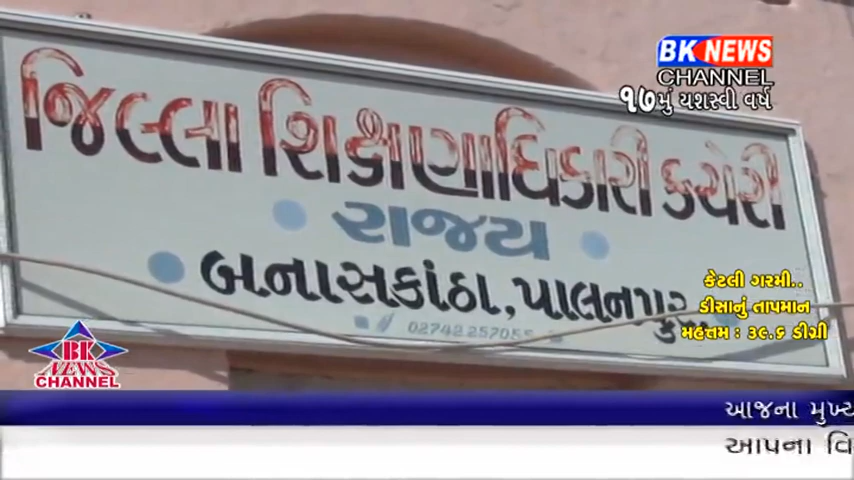 BK NEWS
CHANNEL
૧૭મું યશસ્વી વર્ષ
જિલ્લા શિક્ષણાધિકારી કચેરી
રાજ્ય
બનાસકાંઠા, પાલનપુર
02742 257055
કેટલી ગરમી..
ડીસાનું તાપમાન
મહત્તમ : ૩૯.૬ ડીગ્રી
BK
NEWS
CHANNEL
આજના મુખ્ય
આપના વિ